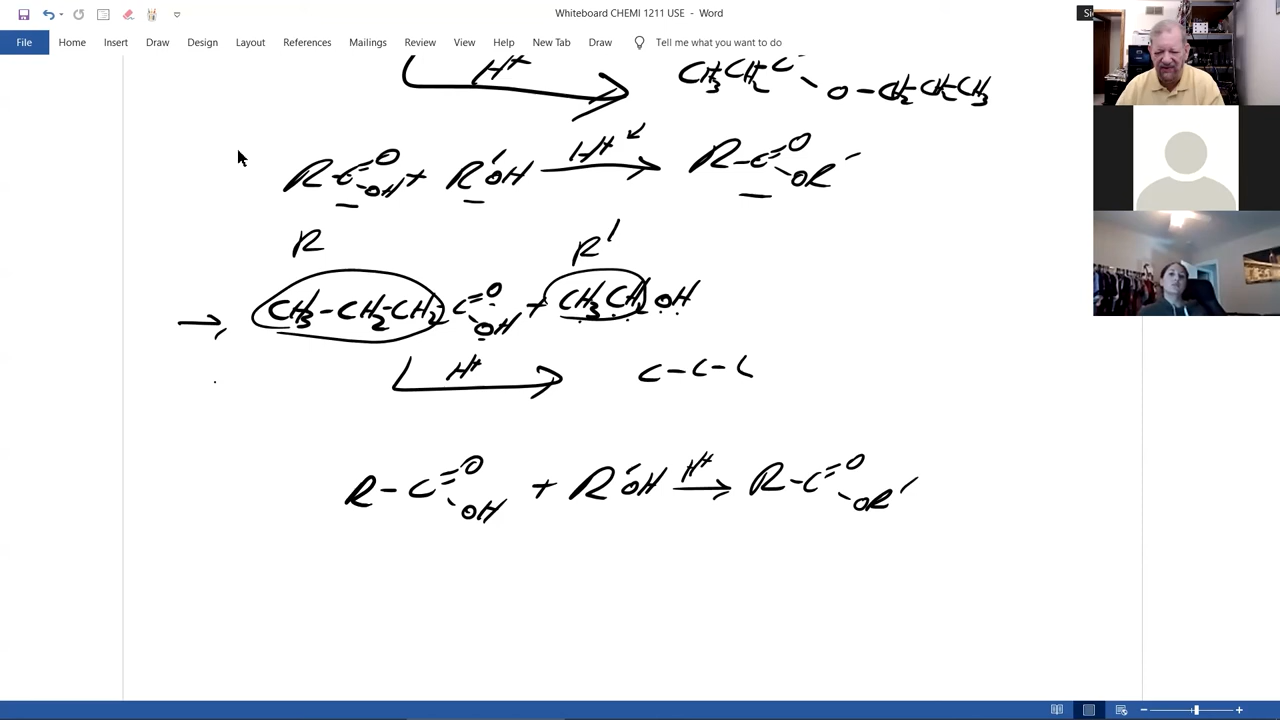 Whiteboard CHEMI 1211 USE - Word
File Home Insert Draw Design Layout References Mailings Review View Help New Tab Draw Tell me what you want to do
H+ CH3CH2C
O-CH2CH2CH3
R-C=O OH + R'OH H+ R-C=O OR'
R R'
CH3-CH2-CH2-C=O OH + CH3CH2OH
H+ C-C-C
R-C=O OH + R'OH H+ R-C=O OR'